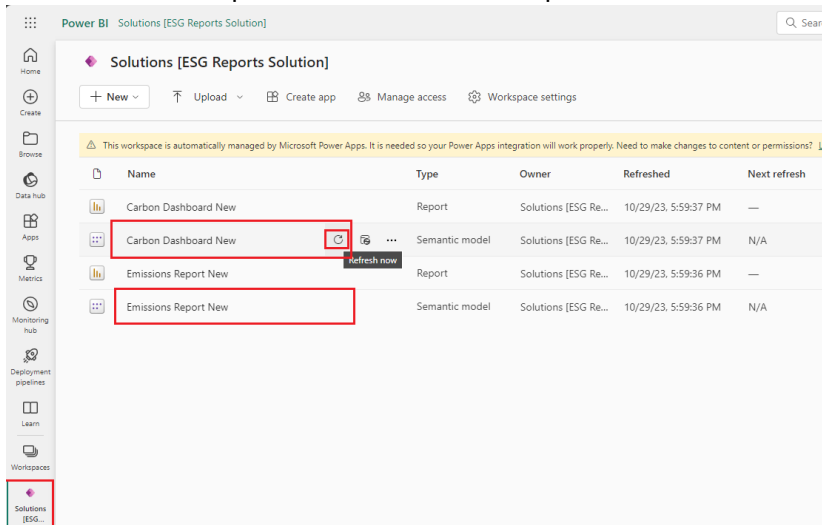 Power BI Solutions [ESG Reports Solution]
Sear
Home
Solutions [ESG Reports Solution]
Create
+ New Upload Create app Manage access Workspace settings
Browse
This workspace is automatically managed by Microsoft Power Apps. It is needed so your Power Apps integration will work properly. Need to make changes to content or permissions?
Name Type Owner Refreshed Next refresh
Data hub
Carbon Dashboard New Report Solutions [ESG Re... 10/29/23, 5:59:37 PM —
Apps
Carbon Dashboard New ... Semantic model Solutions [ESG Re... 10/29/23, 5:59:37 PM N/A
Refresh now
Metrics
Emissions Report New Report Solutions [ESG Re... 10/29/23, 5:59:36 PM —
Monitoring
hub
Emissions Report New Semantic model Solutions [ESG Re... 10/29/23, 5:59:36 PM N/A
Deployment
pipelines
Learn
Workspaces
Solutions
[ESG...